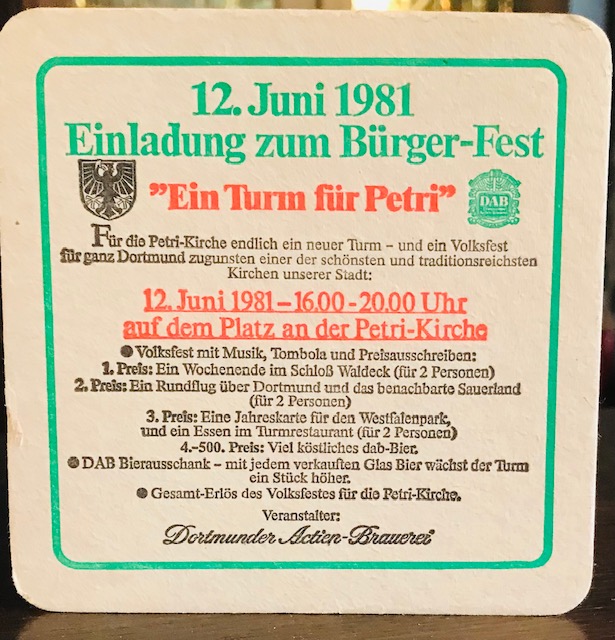 12. Juni 1981
Einladung zum Bürger-Fest
"Ein Turm für Petri"
DAB
Für die Petri-Kirche endlich ein neuer Turm – und ein Volksfest
für ganz Dortmund zugunsten einer der schönsten und traditionsreichsten
Kirchen unserer Stadt:
12. Juni 1981–16.00-20.00 Uhr
auf dem Platz an der Petri-Kirche
● Volksfest mit Musik, Tombola und Preisausschreiben:
1. Preis: Ein Wochenende im Schloß Waldeck (für 2 Personen)
2. Preis: Ein Rundflug über Dortmund und das benachbarte Sauerland
(für 2 Personen)
3. Preis: Eine Jahreskarte für den Westfalenpark,
und ein Essen im Turmrestaurant (für 2 Personen)
4.–500. Preis: Viel köstliches dab-Bier.
● DAB Bierausschank – mit jedem verkauften Glas Bier wächst der Turm
ein Stück höher.
● Gesamt-Erlös des Volksfestes für die Petri-Kirche.
Veranstalter:
Dortmunder Actien-Brauerei